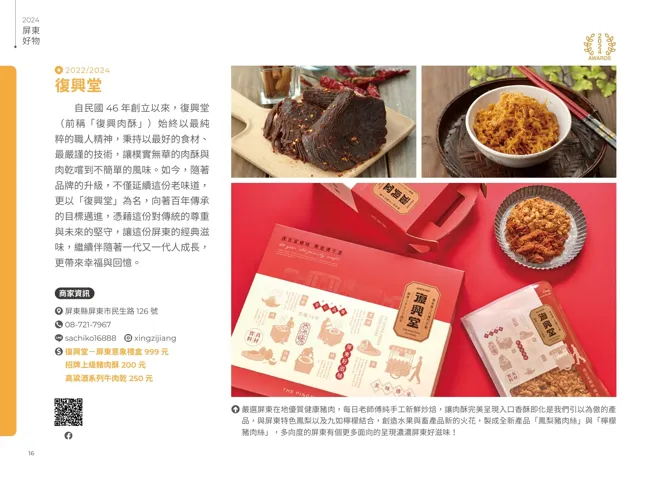 2024
屏東
好物
2022/2024
復興堂
自民國 46 年創立以來，復興堂
（前稱「復興肉酥」）始終以最純
粹的職人精神，秉持以最好的食材、
最嚴謹的技術，讓樸實無華的肉酥與
肉乾嚐到不簡單的風味。如今，隨著
品牌的升級，不僅延續這份老味道，
更以「復興堂」為名，向著百年傳承
的目標邁進，憑藉這份對傳統的尊重
與未來的堅守，讓這份屏東的經典滋
味，繼續伴隨著一代又一代人成長，
更帶來幸福與回憶。
商家資訊
屏東縣屏東市民生路 126 號
08-721-7967
sachiko16888
xingzijiang
復興堂－屏東意象禮盒 999 元
招牌上級豬肉酥 200 元
高粱酒系列牛肉乾 250 元
16
2024
AWARDS
復興堂
復興堂
復興堂
嚴選屏東在地優質健康豬肉，每日老師傅純手工新鮮炒焙，讓肉酥完美呈現入口香酥即化是我們引以為傲的產
品，與屏東特色鳳梨以及九如檸檬結合，創造水果與畜產品新的火花，製成全新產品「鳳梨豬肉絲」與「檸檬
豬肉絲」，多向度的屏東有個更多面向的呈現濃濃屏東好滋味！